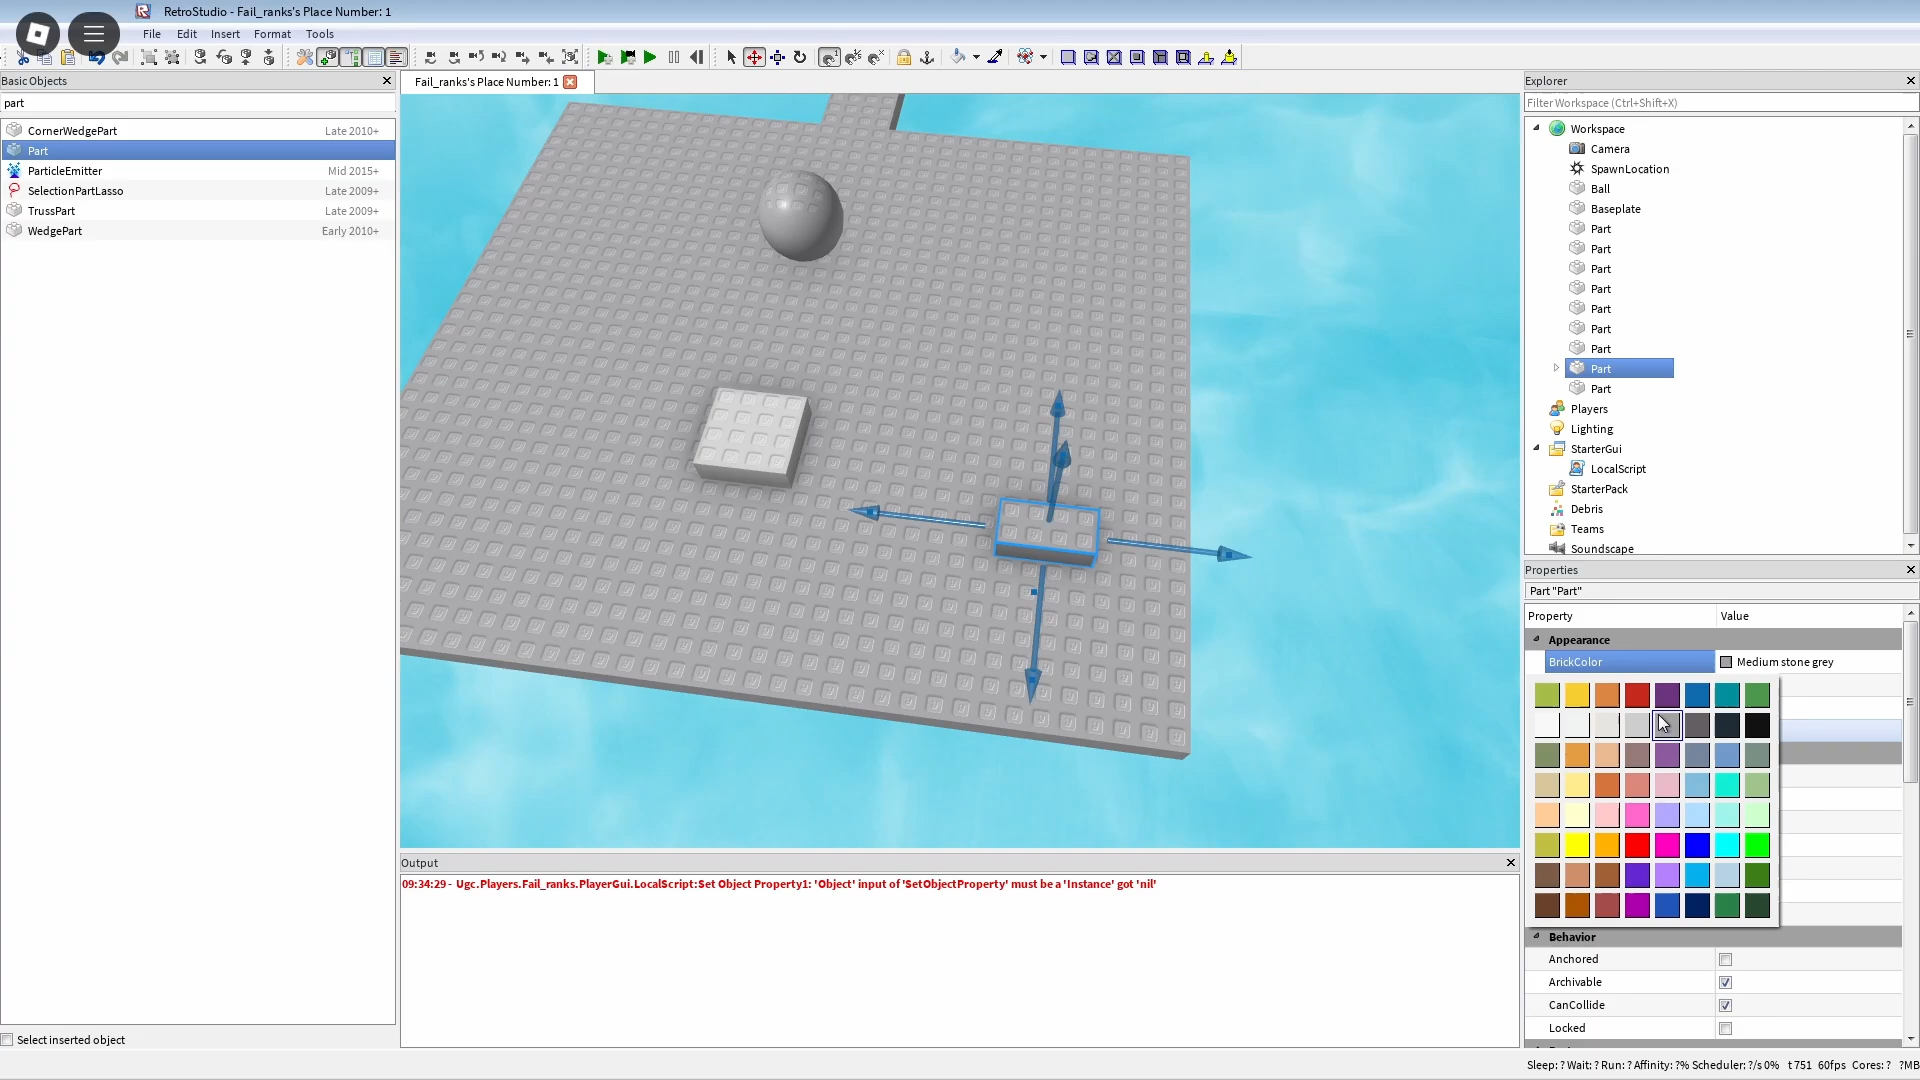 RetroStudio - Fail_ranks's Place Number: 1
File Edit Insert Format Tools
Basic Objects
part
CornerWedgePart Late 2010+
Part
ParticleEmitter Mid 2015+
SelectionPartLasso Late 2009+
TrussPart Late 2009+
WedgePart Early 2010+
Select inserted object
Fail_ranks's Place Number: 1
Output
09:34:29 - Ugc.Players.Fail_ranks.PlayerGui.LocalScript:Set Object Property1: 'Object' input of 'SetObjectProperty' must be a 'Instance' got 'nil'
Explorer
Filter Workspace (Ctrl+Shift+X)
Workspace
Camera
SpawnLocation
Ball
Baseplate
Part
Part
Part
Part
Part
Part
Part
Part
Part
Players
Lighting
StarterGui
LocalScript
StarterPack
Debris
Teams
Soundscape
Properties
Part "Part"
Property Value
Appearance
BrickColor Medium stone grey
Behavior
Anchored
Archivable
CanCollide
Locked
Sleep: ? Wait: ? Run: ? Affinity: ?% Scheduler: ?/s 0% t 751 60fps Cores: ? ?MB